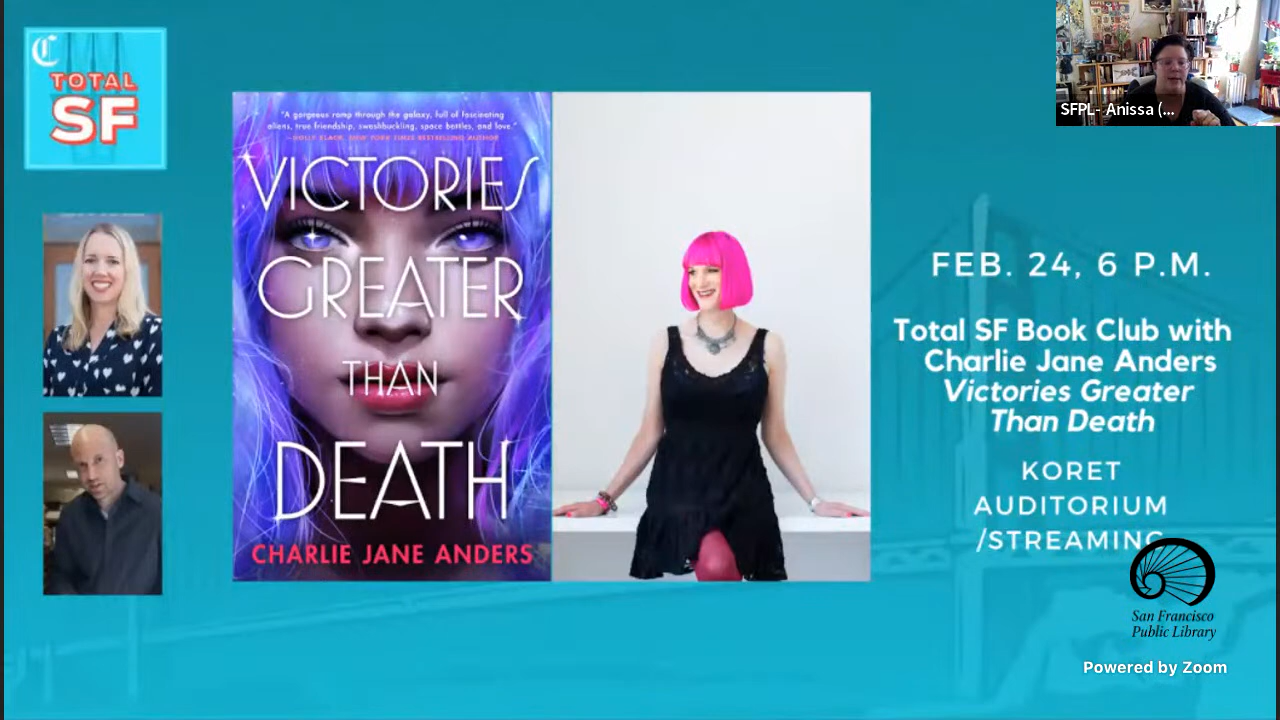 C
TOTAL
SF
"A gorgeous romp through the galaxy, full of fascinating
aliens, true friendship, swashbuckling, space battles, and love."
—HOLLY BLACK, NEW YORK TIMES BESTSELLING AUTHOR
VICTORIES
GREATER
THAN
DEATH
CHARLIE JANE ANDERS
SFPL- Anissa (...
FEB. 24, 6 P.M.
Total SF Book Club with
Charlie Jane Anders
Victories Greater
Than Death
KORET
AUDITORIUM
/STREAMING
San Francisco
Public Library
Powered by Zoom